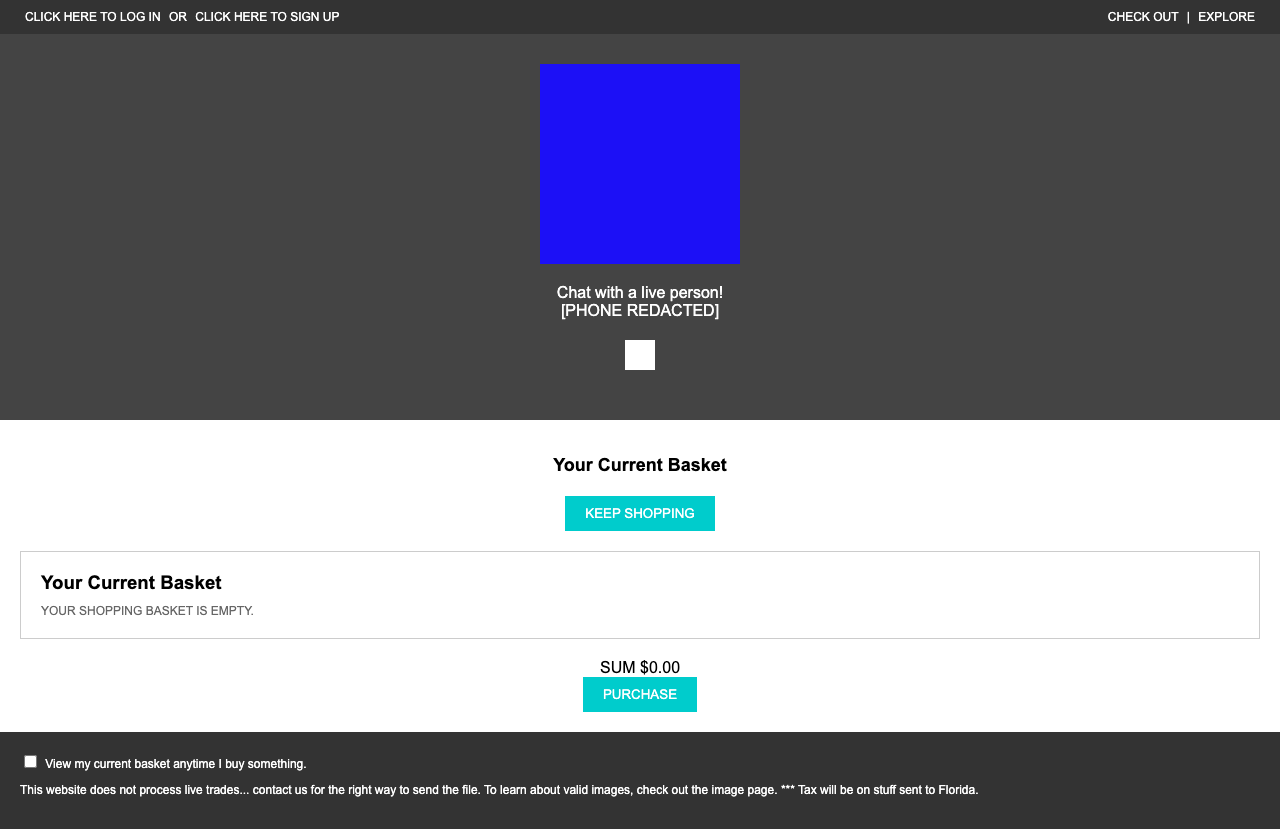 CLICK HERE TO LOG IN OR CLICK HERE TO SIGN UP
CHECK OUT | EXPLORE
Chat with a live person!
[PHONE REDACTED]
Your Current Basket
KEEP SHOPPING
Your Current Basket
YOUR SHOPPING BASKET IS EMPTY.
SUM $0.00
PURCHASE
View my current basket anytime I buy something.
This website does not process live trades... contact us for the right way to send the file. To learn about valid images, check out the image page. *** Tax will be on stuff sent to Florida.